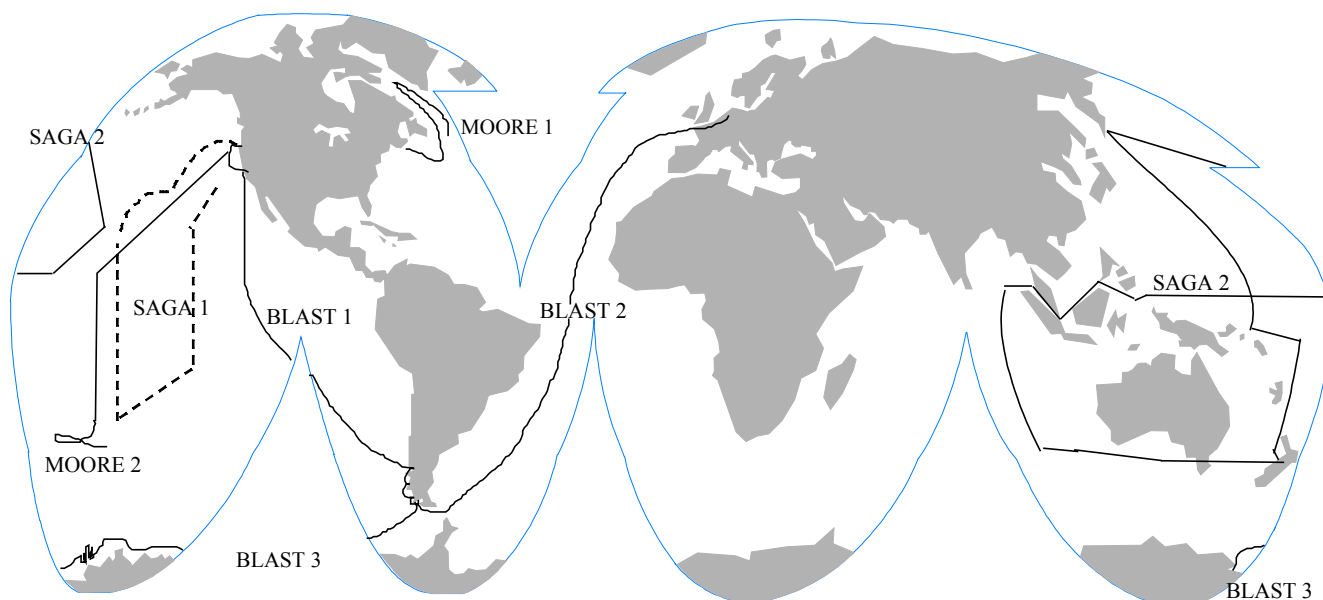 MOORE 1
SAGA 2
SAGA 2
SAGA 1
BLAST 1
BLAST 2
MOORE 2
BLAST 3
BLAST 3